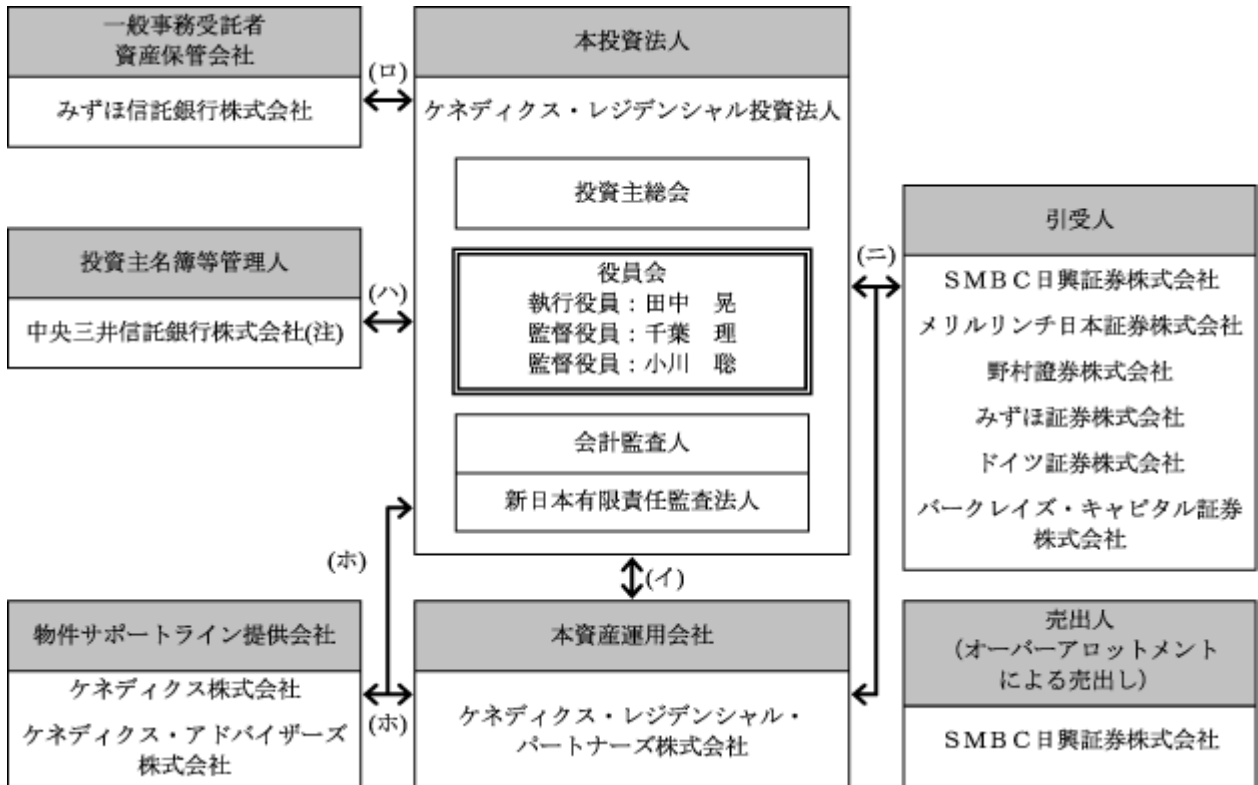 一般事務受託者
資産保管会社
みずほ信託銀行株式会社
(ロ)
投資主名簿等管理人
中央三井信託銀行株式会社(注)
(ハ)
本投資法人
ケネディクス・レジデンシャル投資法人
投資主総会
役員会
執行役員：田中　晃
監督役員：千葉　理
監督役員：小川　聡
会計監査人
新日本有限責任監査法人
(ニ)
引受人
ＳＭＢＣ日興証券株式会社
メリルリンチ日本証券株式会社
野村證券株式会社
みずほ証券株式会社
ドイツ証券株式会社
バークレイズ・キャピタル証券
株式会社
(ホ)
(イ)
物件サポートライン提供会社
ケネディクス株式会社
ケネディクス・アドバイザーズ
株式会社
(ホ)
本資産運用会社
ケネディクス・レジデンシャル・
パートナーズ株式会社
売出人
（オーバーアロットメント
による売出し）
ＳＭＢＣ日興証券株式会社